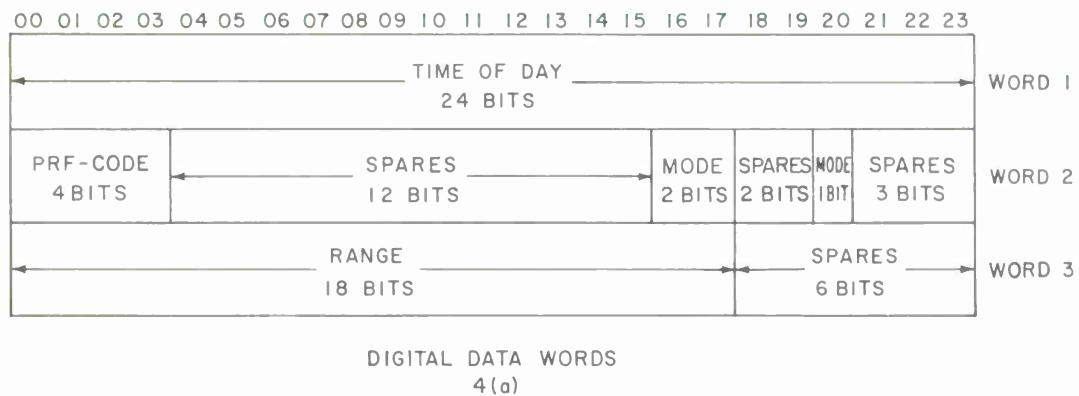 00 01 02 03 04 05 06 07 08 09 10 11 12 13 14 15 16 17 18 19 20 21 22 23
TIME OF DAY
24 BITS
WORD 1
PRF-CODE
4 BITS
SPARES
12 BITS
MODE
2 BITS
SPARES
2 BITS
MODE
1 BIT
SPARES
3 BITS
WORD 2
RANGE
18 BITS
SPARES
6 BITS
WORD 3
DIGITAL DATA WORDS
4(a)